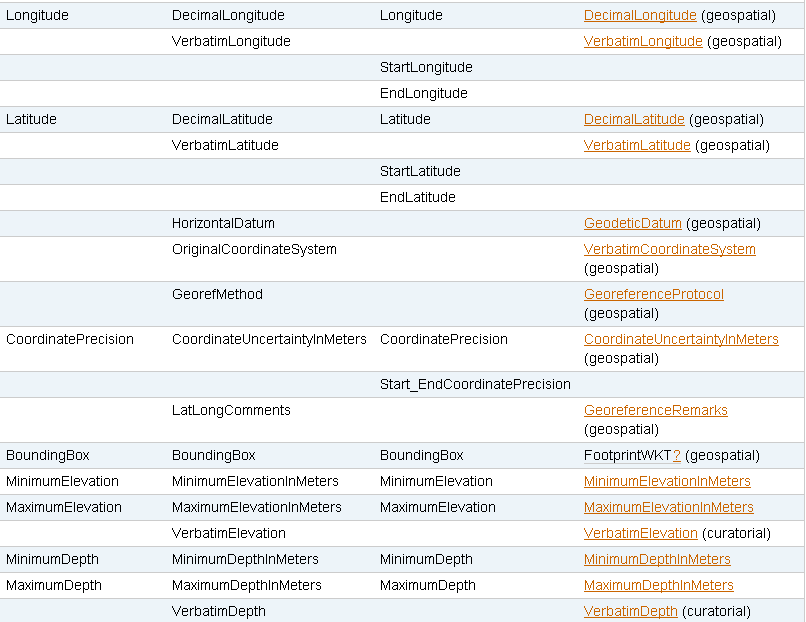 Longitude DecimalLongitude Longitude DecimalLongitude (geospatial)
VerbatimLongitude VerbatimLongitude (geospatial)
StartLongitude
EndLongitude
Latitude DecimalLatitude Latitude DecimalLatitude (geospatial)
VerbatimLatitude VerbatimLatitude (geospatial)
StartLatitude
EndLatitude
HorizontalDatum GeodeticDatum (geospatial)
OriginalCoordinateSystem VerbatimCoordinateSystem
(geospatial)
GeorefMethod GeoreferenceProtocol
(geospatial)
CoordinatePrecision CoordinateUncertaintyInMeters CoordinatePrecision CoordinateUncertaintyInMeters
(geospatial)
Start_EndCoordinatePrecision
LatLongComments GeoreferenceRemarks
(geospatial)
BoundingBox BoundingBox BoundingBox FootprintWKT? (geospatial)
MinimumElevation MinimumElevationInMeters MinimumElevation MinimumElevationInMeters
MaximumElevation MaximumElevationInMeters MaximumElevation MaximumElevationInMeters
VerbatimElevation VerbatimElevation (curatorial)
MinimumDepth MinimumDepthInMeters MinimumDepth MinimumDepthInMeters
MaximumDepth MaximumDepthInMeters MaximumDepth MaximumDepthInMeters
VerbatimDepth VerbatimDepth (curatorial)